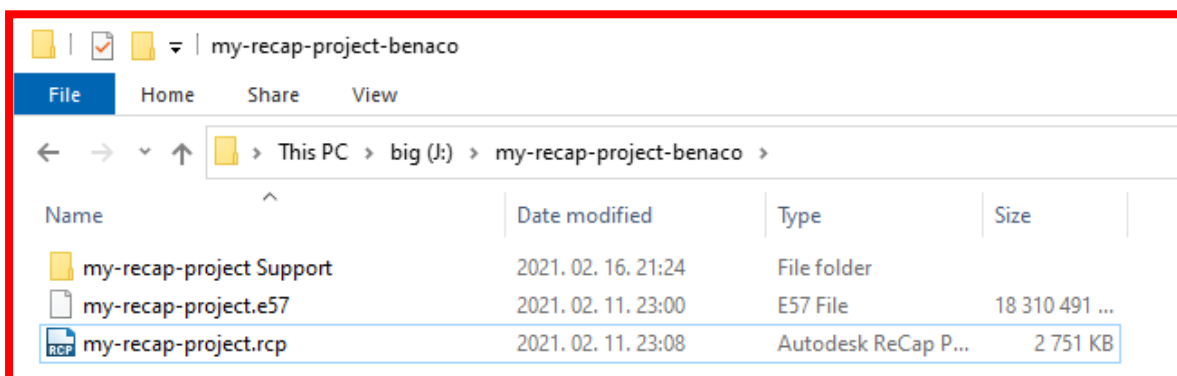 my-recap-project-benaco
File Home Share View
This PC > big (J:) > my-recap-project-benaco >
Name Date modified Type Size
my-recap-project Support 2021. 02. 16. 21:24 File folder
my-recap-project.e57 2021. 02. 11. 23:00 E57 File 18 310 491 ...
RCP my-recap-project.rcp 2021. 02. 11. 23:08 Autodesk ReCap P... 2 751 KB